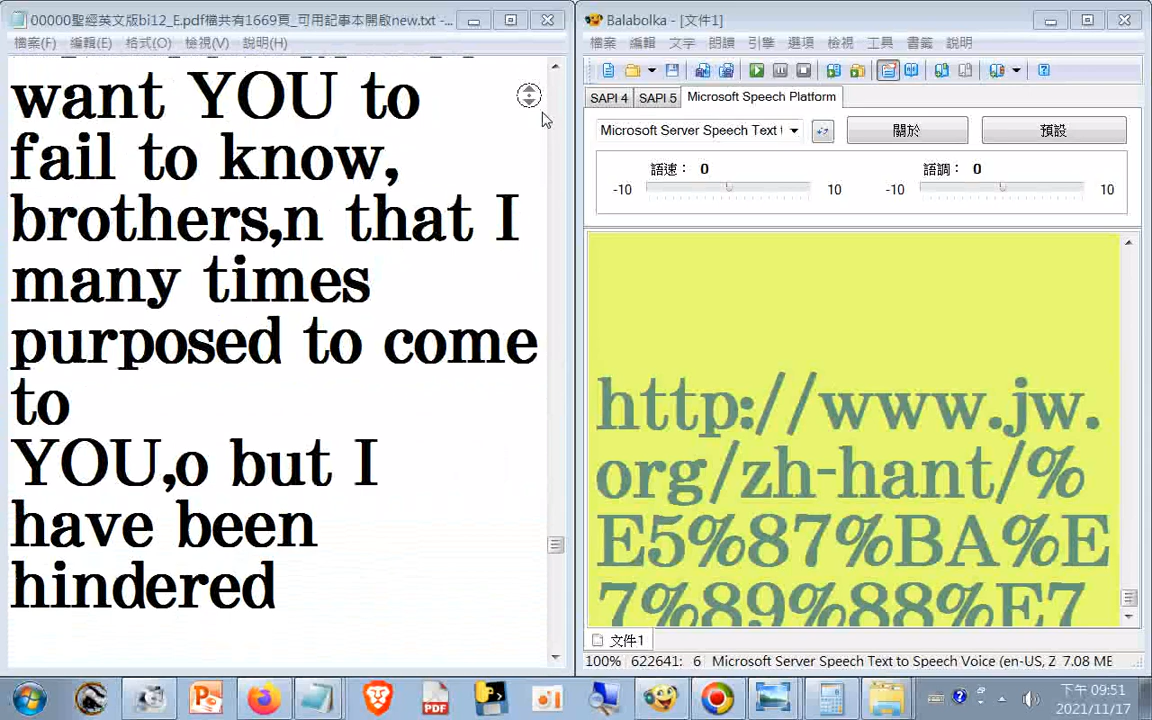 00000聖經英文版bi12_E.pdf檔共有1669頁_可用記事本開啟new.txt -...
檔案(F) 編輯(E) 格式(O) 檢視(V) 說明(H)
want YOU to
fail to know,
brothers,n that I
many times
purposed to come
to
YOU,o but I
have been
hindered
Balabolka - [文件1]
檔案 編輯 文字 朗讀 引擎 選項 檢視 工具 書籤 說明
SAPI 4 SAPI 5 Microsoft Speech Platform
Microsoft Server Speech Text 關於 預設
語速： 0 語調： 0
-10 10 -10 10
http://www.jw.
org/zh-hant/%
E5%87%BA%E
7%89%88%E7
文件1
100% 622641: 6 Microsoft Server Speech Text to Speech Voice (en-US, Z 7.08 ME
PDF
下午 09:51
2021/11/17